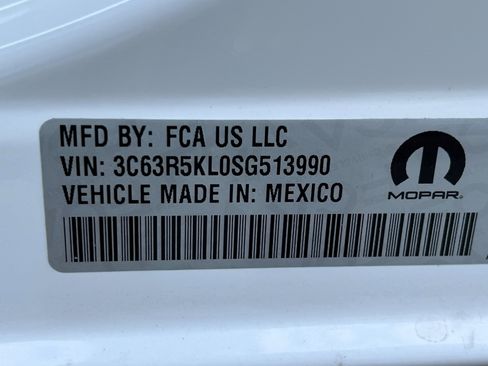 MFD BY: FCA US LLC
VIN: 3C63R5KL0SG513990
VEHICLE MADE IN: MEXICO
MOPAR